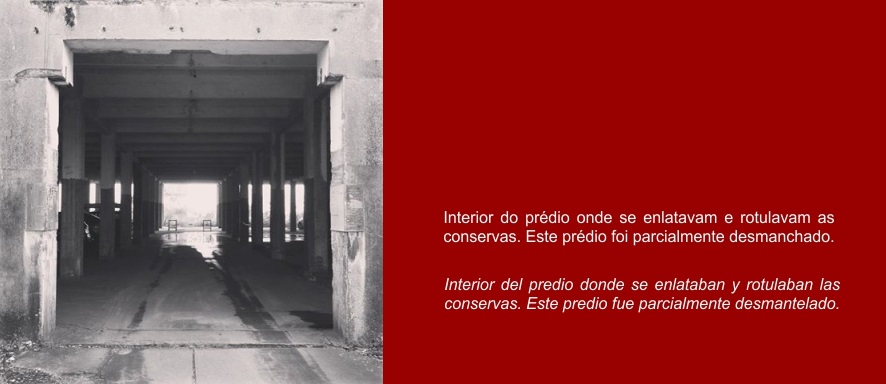 Interior do prédio onde se enlatavam e rotulavam as
conservas. Este prédio foi parcialmente desmanchado.
Interior del predio donde se enlataban y rotulaban las
conservas. Este predio fue parcialmente desmantelado.